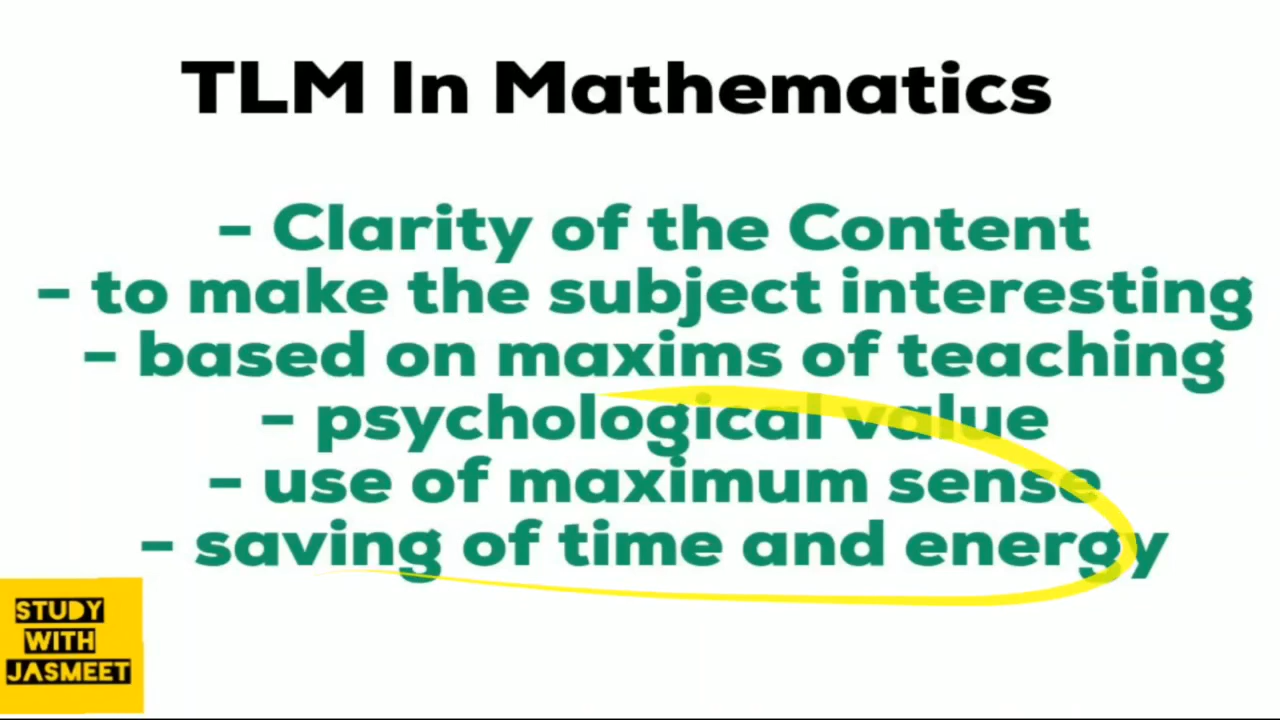 TLM In Mathematics
- Clarity of the Content
- to make the subject interesting
- based on maxims of teaching
- psychological value
- use of maximum sense
- saving of time and energy
STUDY
WITH
JASMEET